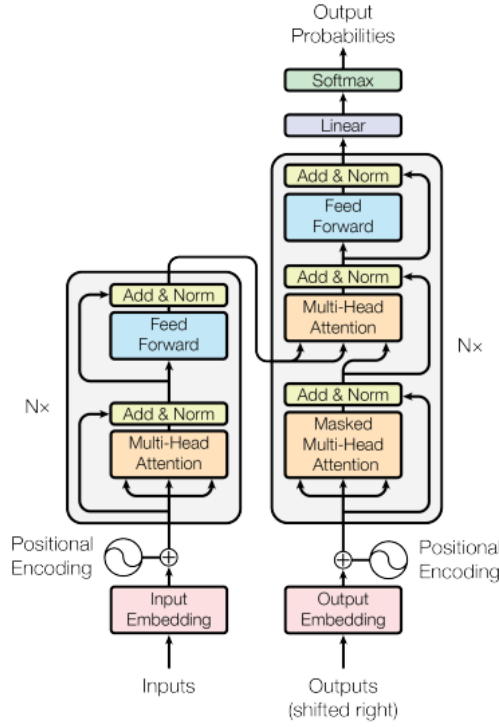 Output
Probabilities
Softmax
Linear
Add & Norm
Feed
Forward
Add & Norm
Multi-Head
Attention
Nx
Add & Norm
Masked
Multi-Head
Attention
Positional
Encoding
Output
Embedding
Outputs
(shifted right)
Add & Norm
Feed
Forward
Nx
Add & Norm
Multi-Head
Attention
Positional
Encoding
Input
Embedding
Inputs